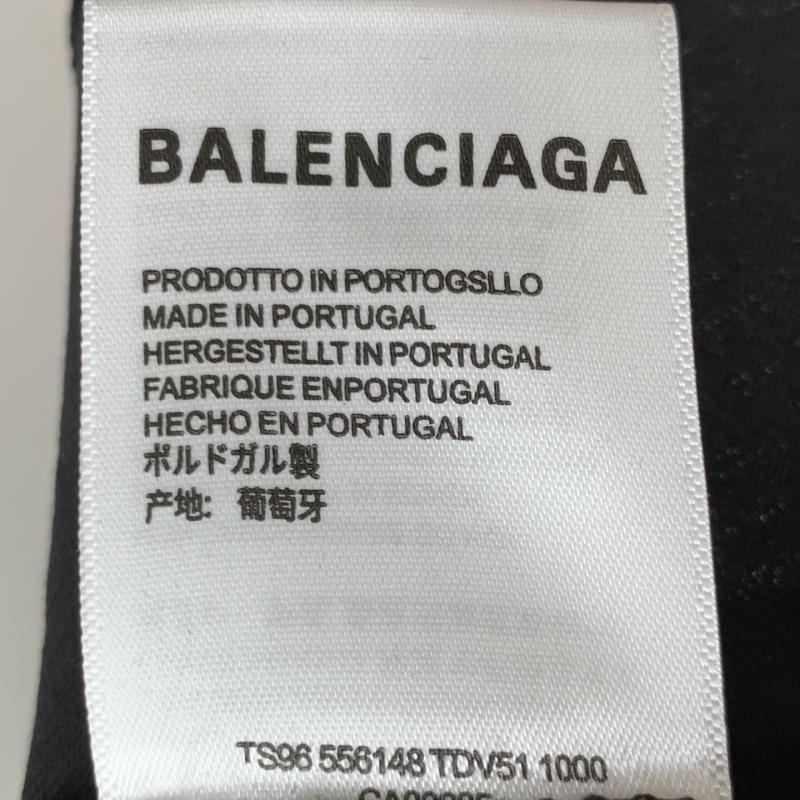 BALENCIAGA
PRODOTTO IN PORTOGSLLO
MADE IN PORTUGAL
HERGESTELLT IN PORTUGAL
FABRIQUE ENPORTUGAL
HECHO EN PORTUGAL
ポルドガル製
产地: 葡萄牙
TS96 556148 TDV51 1000